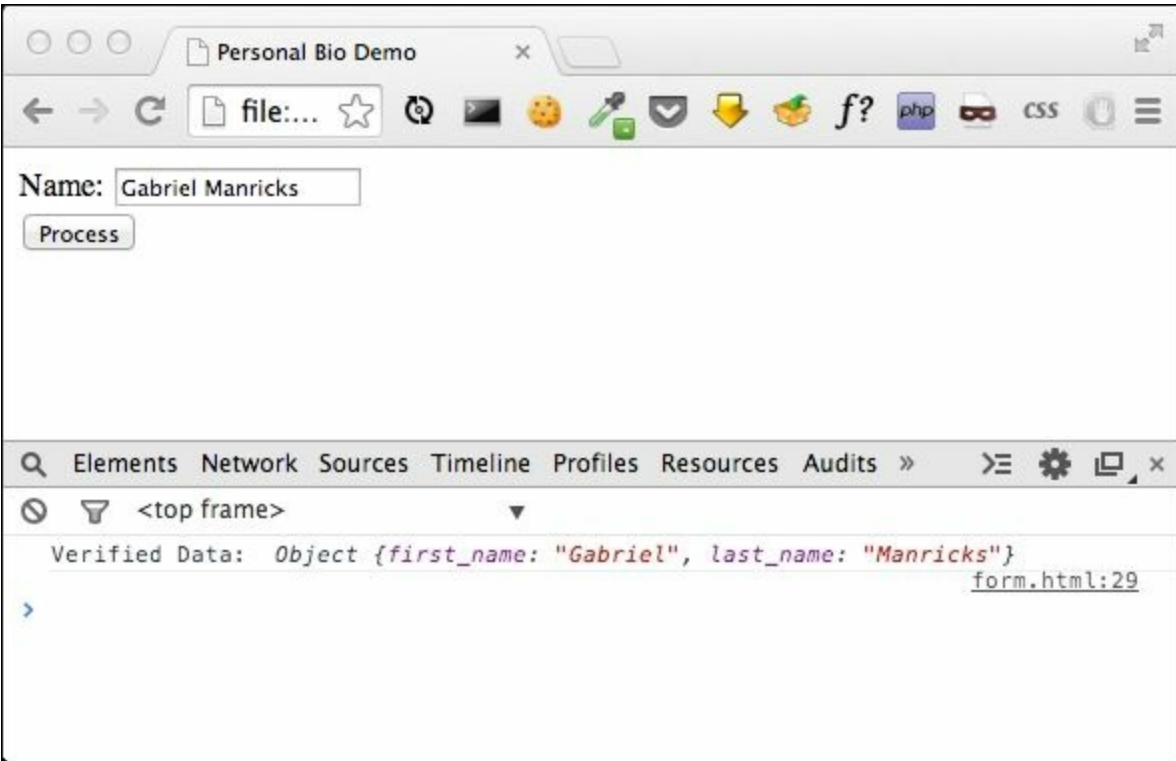 Personal Bio Demo
file:...
f?
php
css
Name: Gabriel Manricks
Process
Elements Network Sources Timeline Profiles Resources Audits »
<top frame>
Verified Data: Object {first_name: "Gabriel", last_name: "Manricks"}
form.html:29